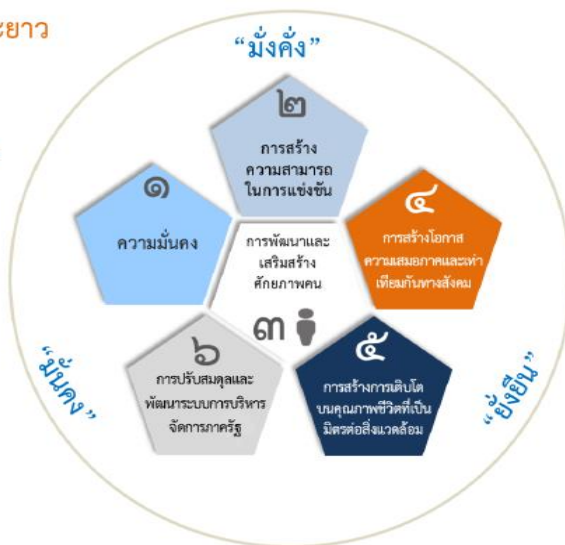 ะยาว
“มั่งคั่ง”
๒
การสร้าง
ความสามารถ
ในการแข่งขัน
๑
ความมั่นคง
การพัฒนาและ
เสริมสร้าง
ศักยภาพคน
๓
๔
การสร้างโอกาส
ความเสมอภาคและเท่า
เทียมกันทางสังคม
๖
การปรับสมดุลและ
พัฒนาระบบการบริหาร
จัดการภาครัฐ
๕
การสร้างการเติบโต
บนคุณภาพชีวิตที่เป็น
มิตรต่อสิ่งแวดล้อม
“มั่นคง”
“ยั่งยืน”